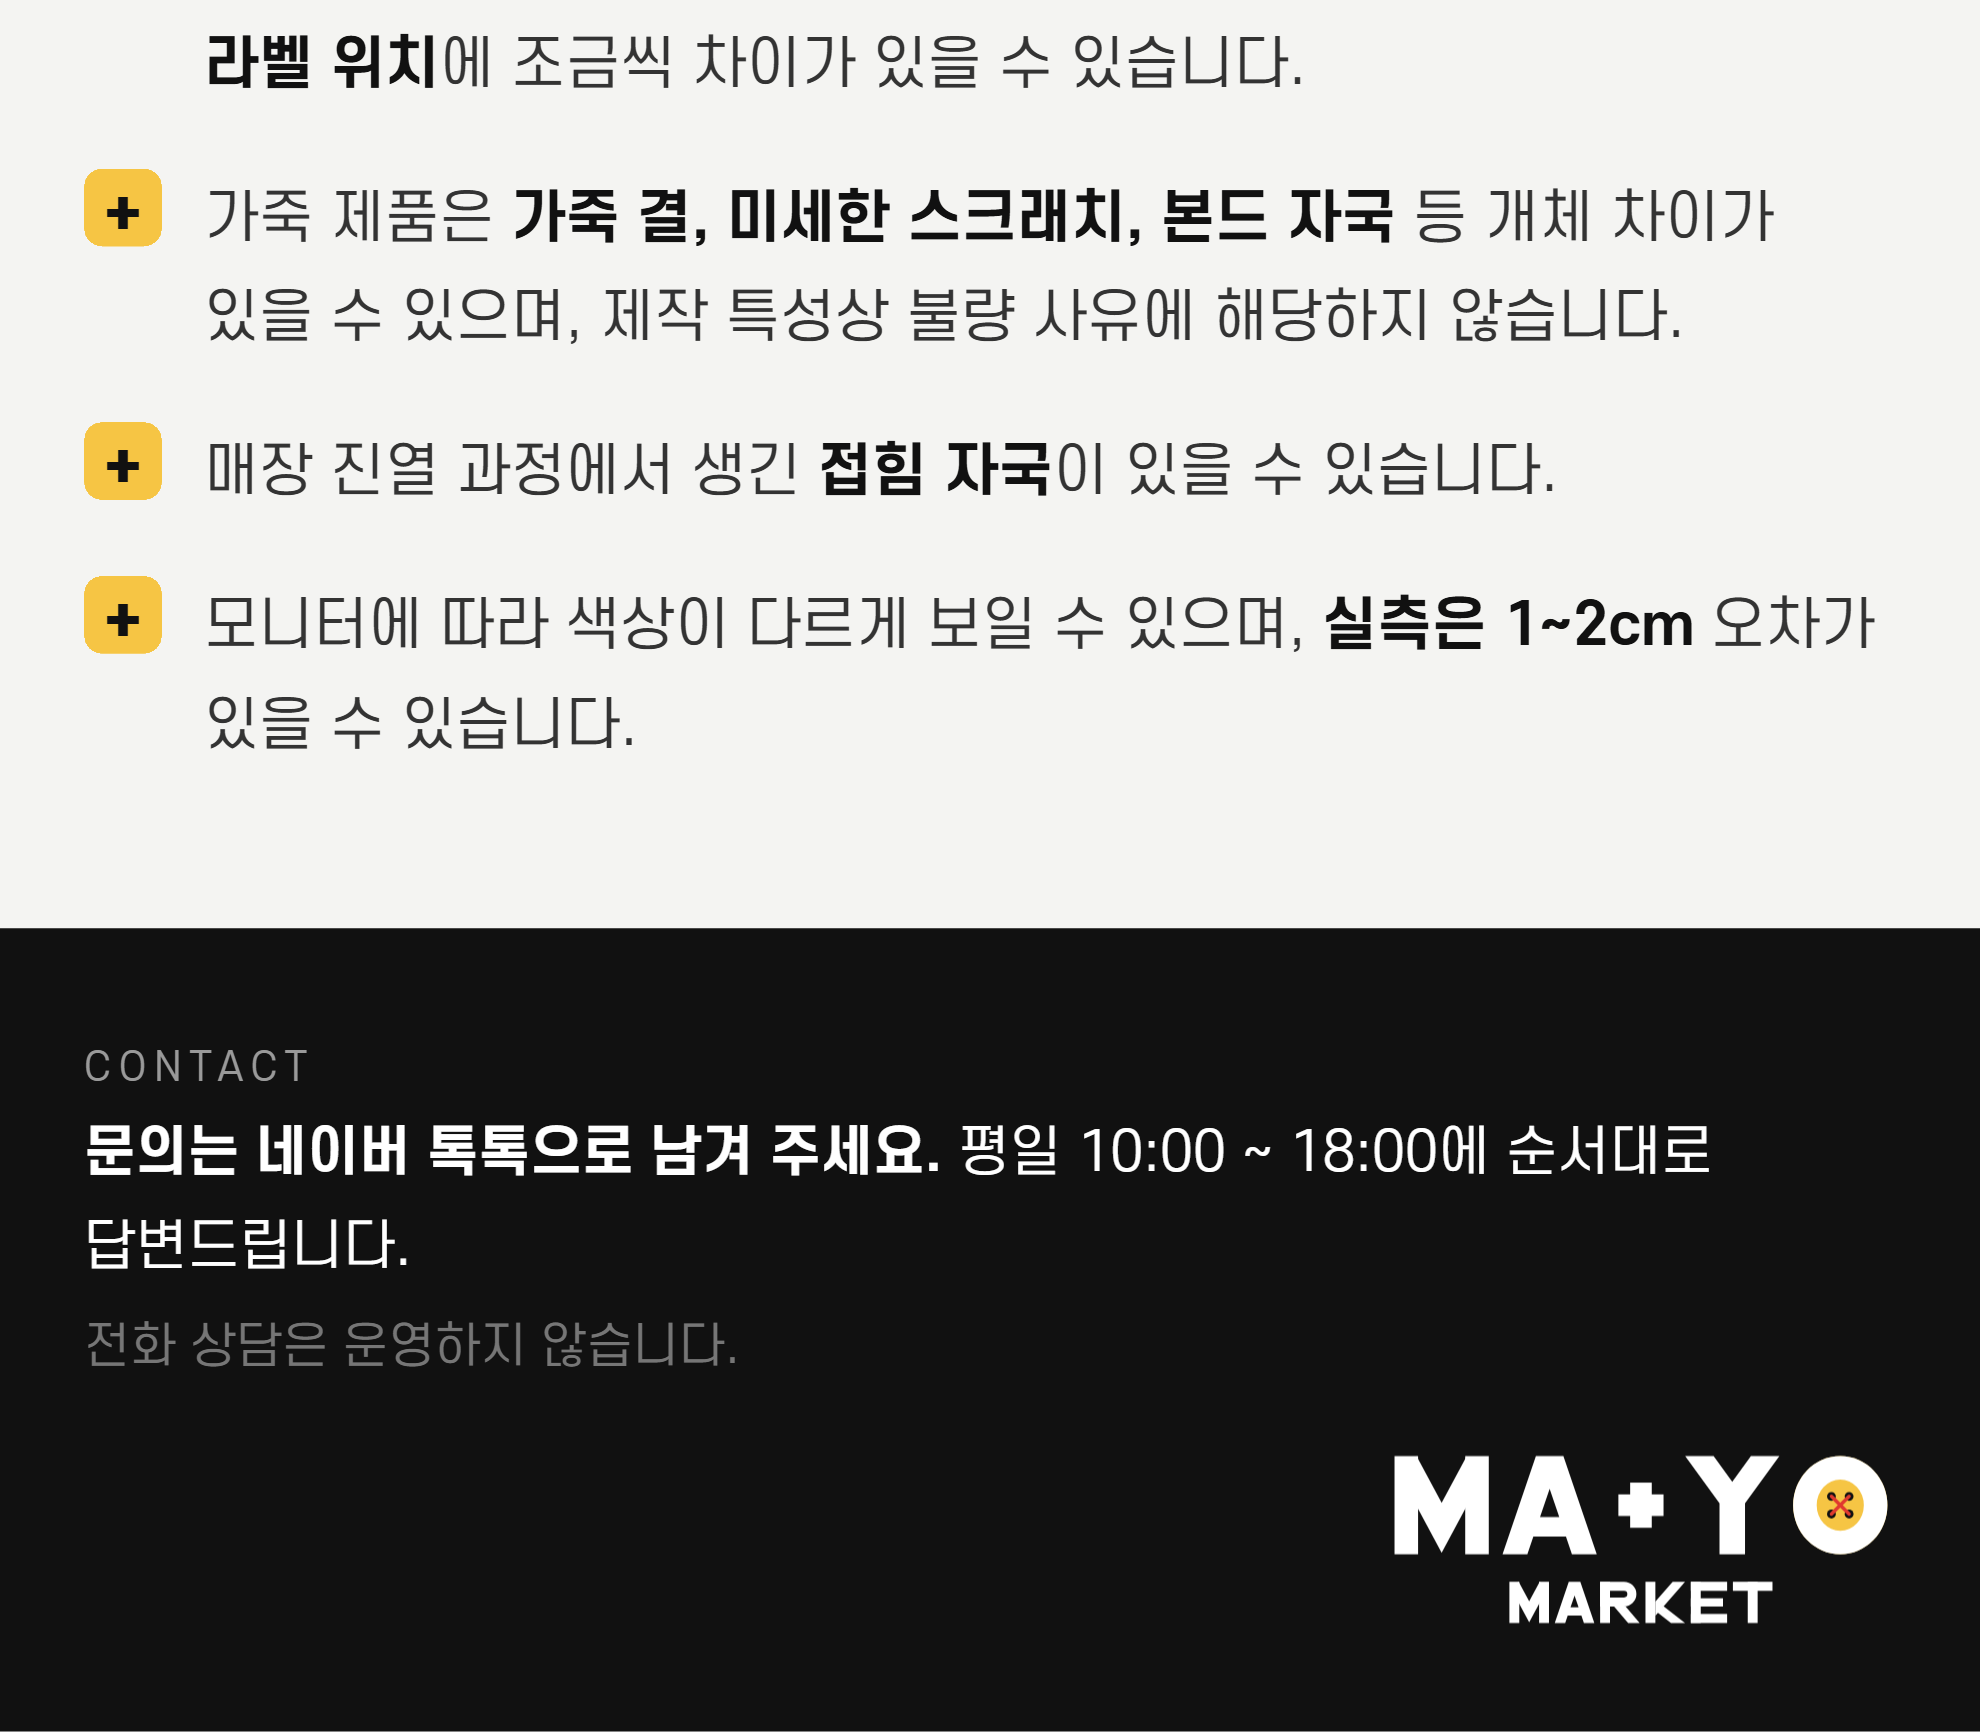 라벨 위치에 조금씩 차이가 있을 수 있습니다.
+ 가죽 제품은 가죽 결, 미세한 스크래치, 본드 자국 등 개체 차이가
있을 수 있으며, 제작 특성상 불량 사유에 해당하지 않습니다.
+ 매장 진열 과정에서 생긴 접힘 자국이 있을 수 있습니다.
+ 모니터에 따라 색상이 다르게 보일 수 있으며, 실측은 1~2cm 오차가
있을 수 있습니다.
CONTACT
문의는 네이버 톡톡으로 남겨 주세요. 평일 10:00 ~ 18:00에 순서대로
답변드립니다.
전화 상담은 운영하지 않습니다.
MA+YO
MARKET